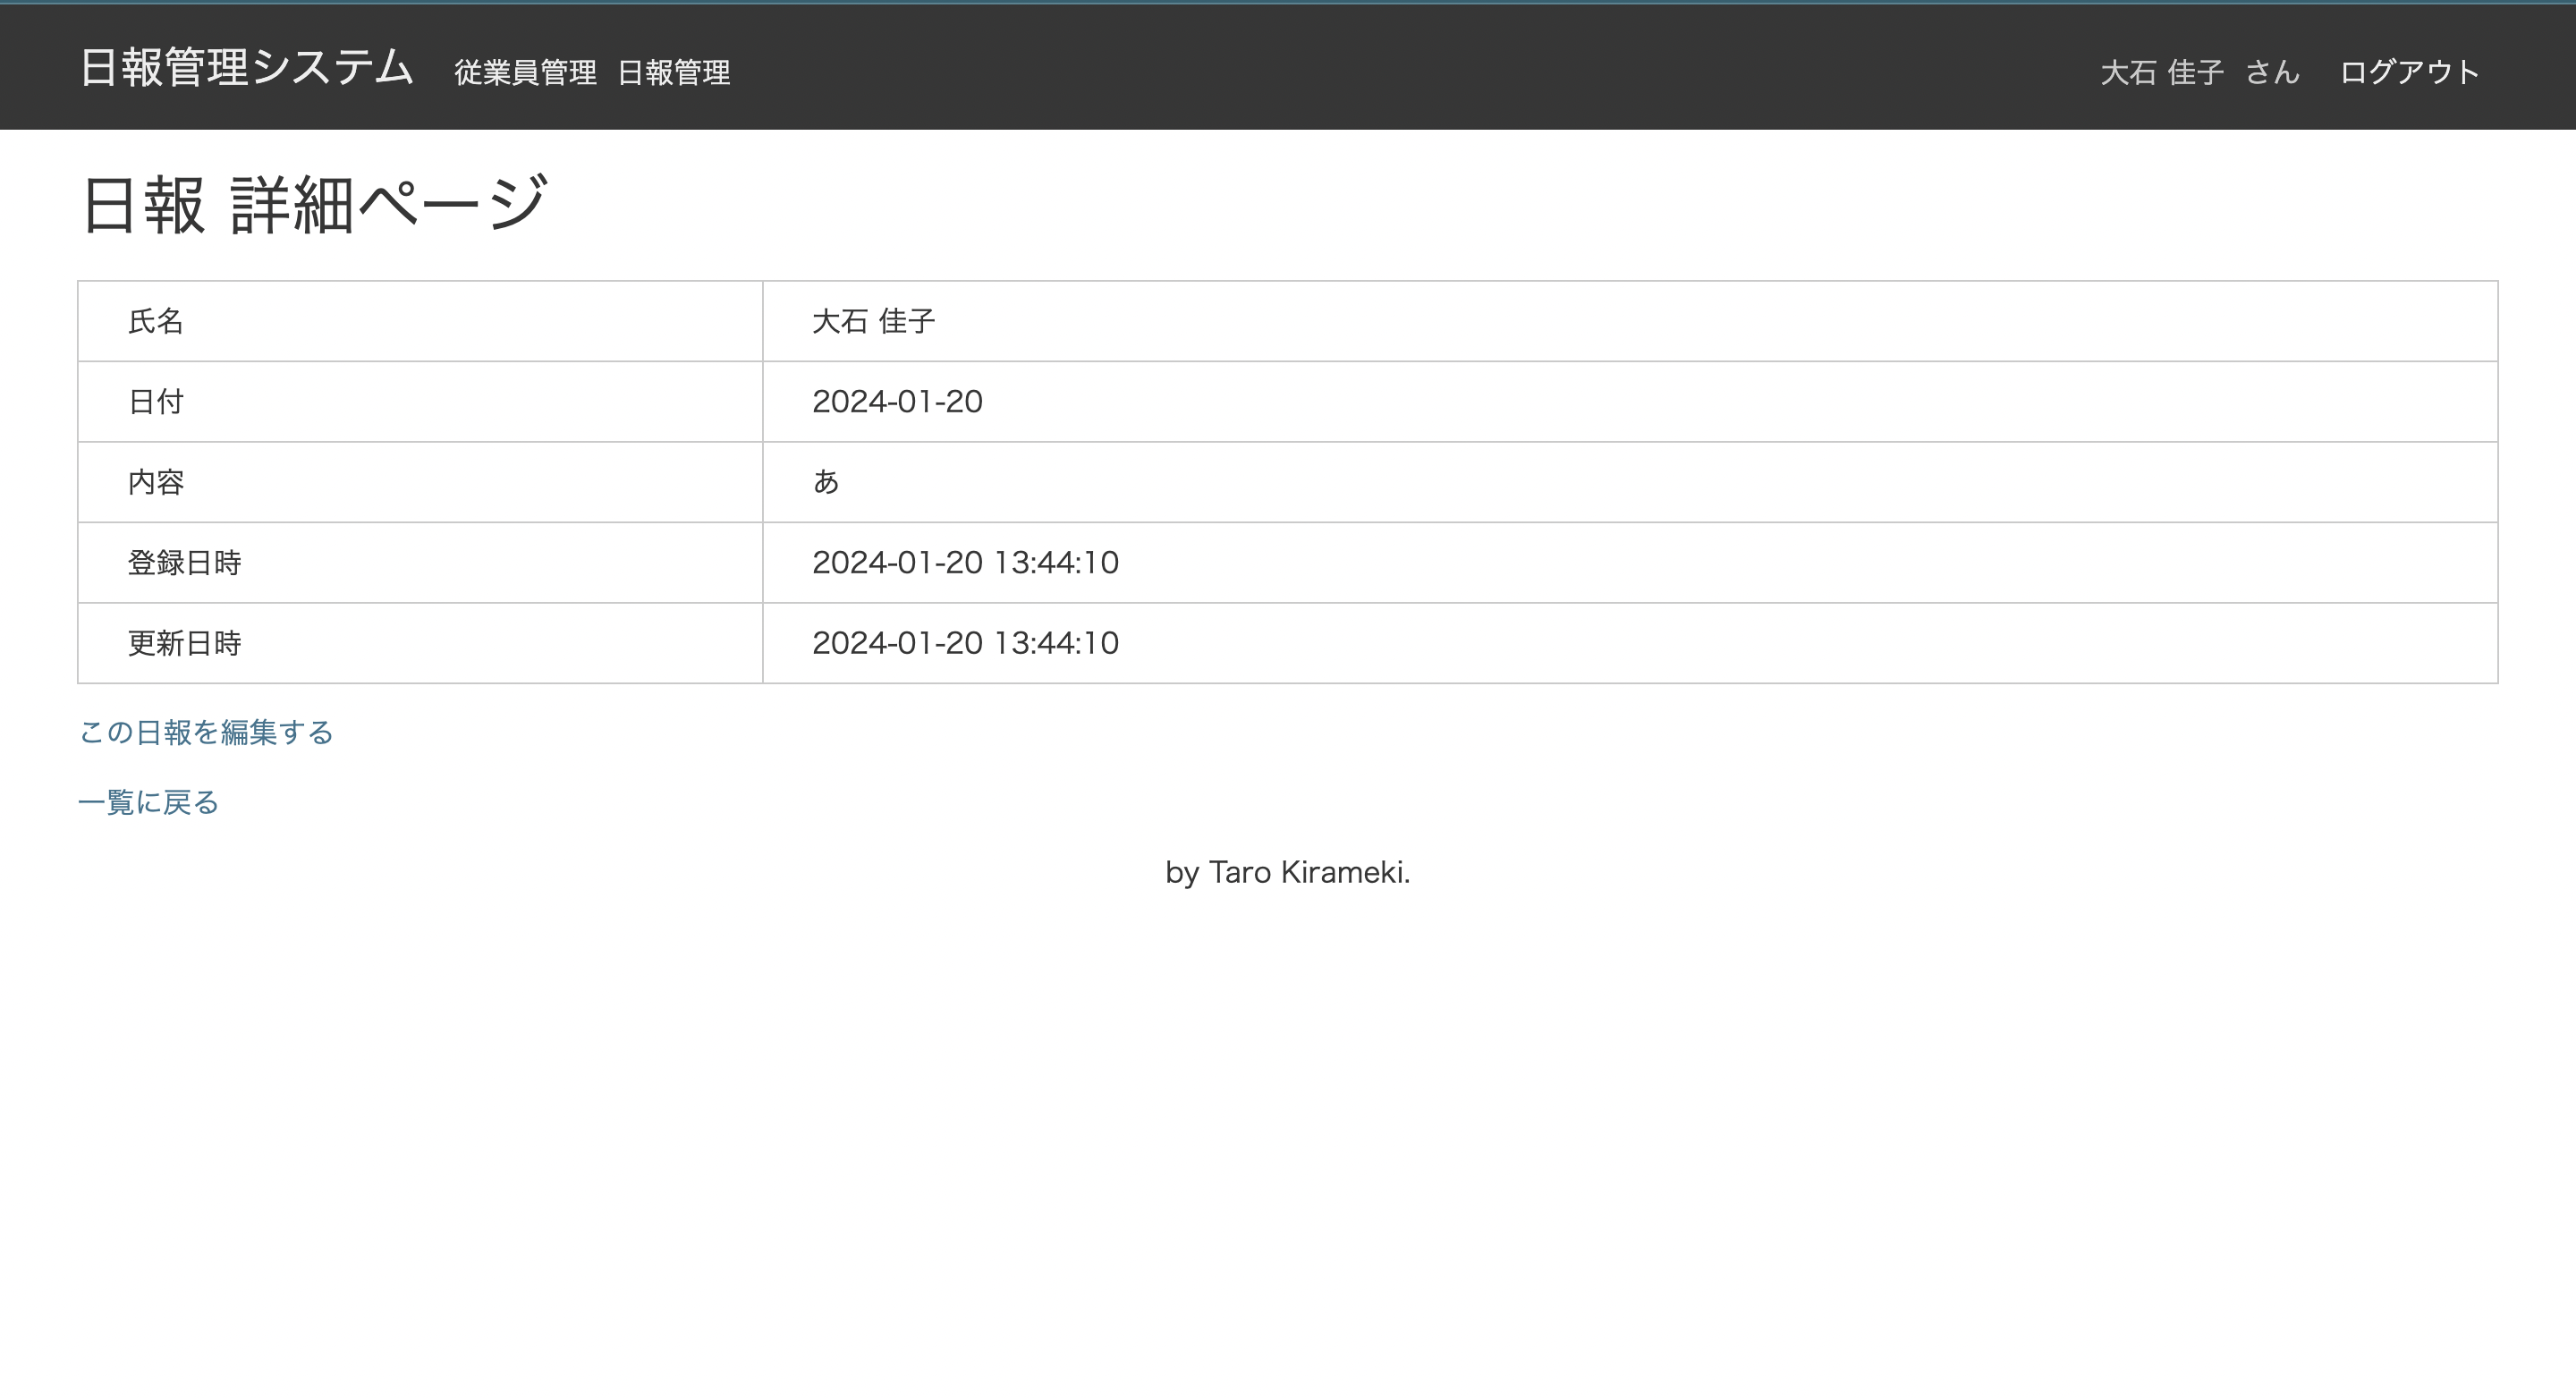 日報管理システム 従業員管理 日報管理 大石 佳子 さん ログアウト
日報 詳細ページ
氏名 大石 佳子
日付 2024-01-20
内容 あ
登録日時 2024-01-20 13:44:10
更新日時 2024-01-20 13:44:10
この日報を編集する
一覧に戻る
by Taro Kirameki.